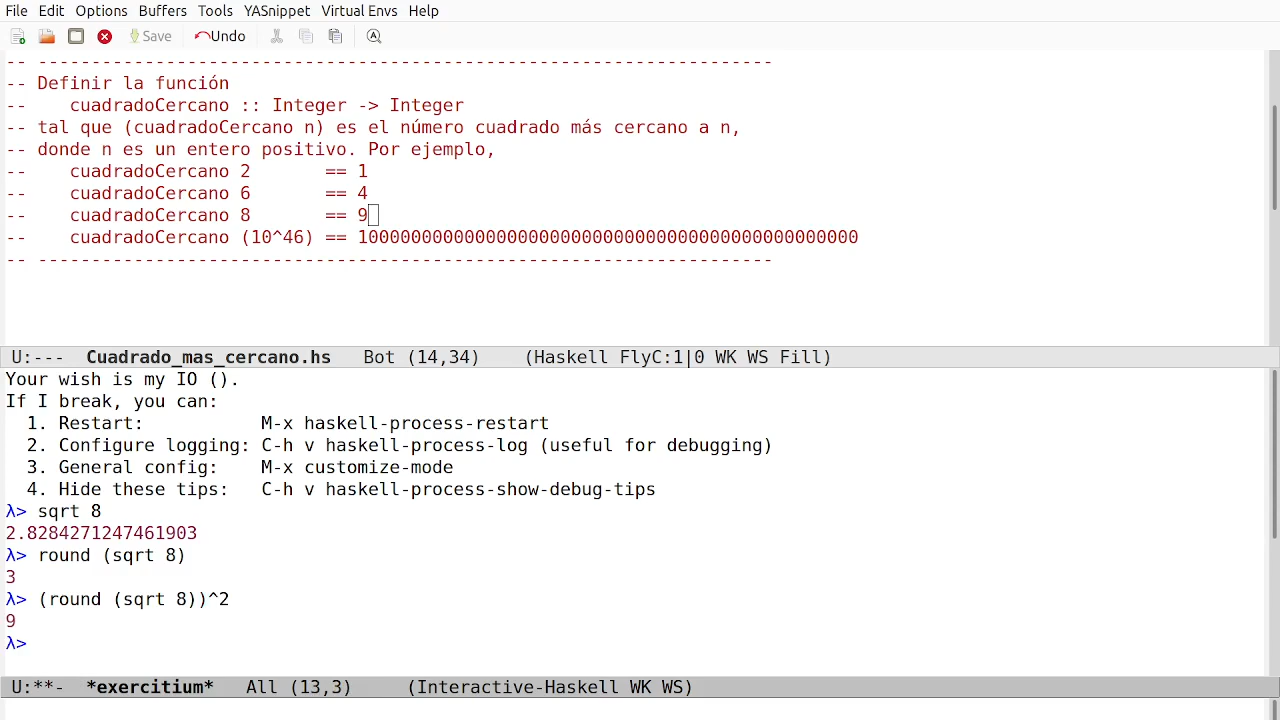 File Edit Options Buffers Tools YASnippet Virtual Envs Help
Save Undo
-- ---------------------------------------------------------------------
-- Definir la función
--    cuadradoCercano :: Integer -> Integer
-- tal que (cuadradoCercano n) es el número cuadrado más cercano a n,
-- donde n es un entero positivo. Por ejemplo,
--    cuadradoCercano 2       == 1
--    cuadradoCercano 6       == 4
--    cuadradoCercano 8       == 9
--    cuadradoCercano (10^46) == 10000000000000000000000000000000000000000000000
-- ---------------------------------------------------------------------
U:---  Cuadrado_mas_cercano.hs   Bot (14,34)    (Haskell FlyC:1|0 WK WS Fill)
Your wish is my IO ().
If I break, you can:
  1. Restart:           M-x haskell-process-restart
  2. Configure logging: C-h v haskell-process-log (useful for debugging)
  3. General config:    M-x customize-mode
  4. Hide these tips:   C-h v haskell-process-show-debug-tips
λ> sqrt 8
2.8284271247461903
λ> round (sqrt 8)
3
λ> (round (sqrt 8))^2
9
λ>
U:**-  *exercitium*   All (13,3)     (Interactive-Haskell WK WS)